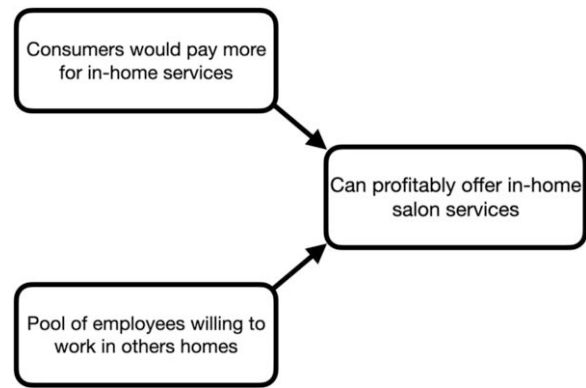 Consumers would pay more
for in-home services
Can profitably offer in-home
salon services
Pool of employees willing to
work in others homes